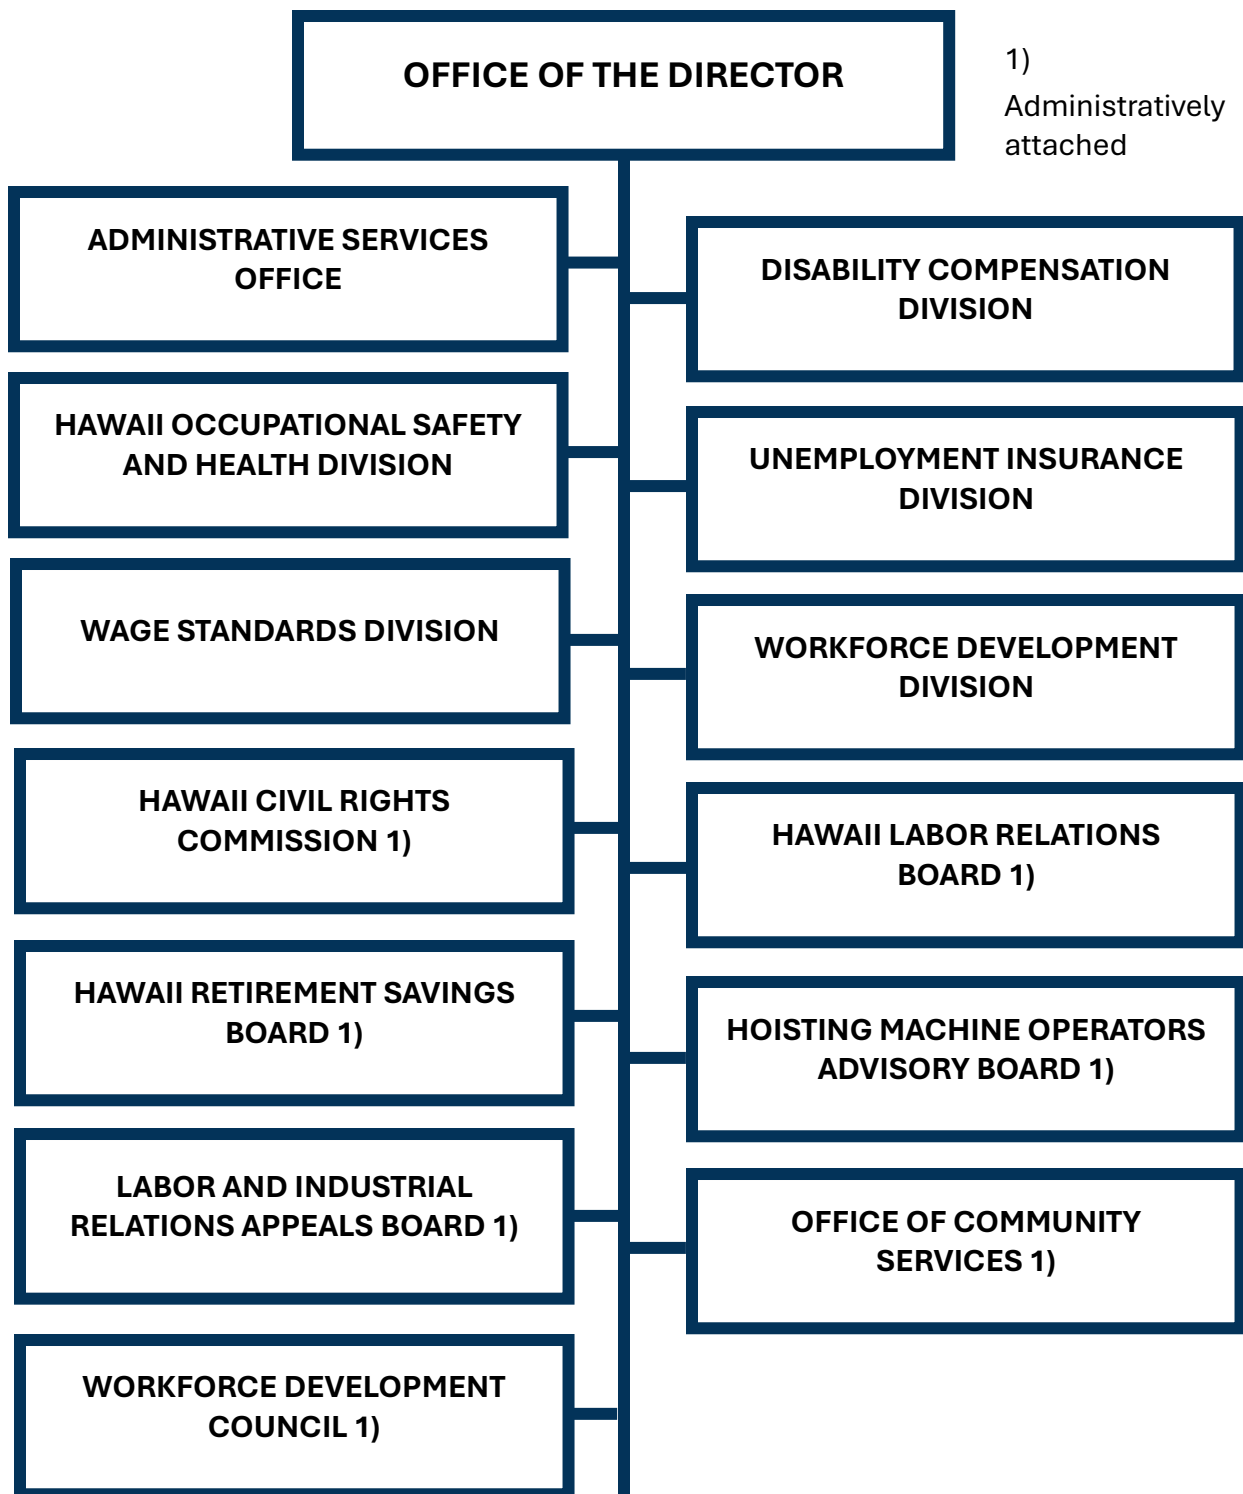 OFFICE OF THE DIRECTOR
1)
Administratively
attached
ADMINISTRATIVE SERVICES
OFFICE
DISABILITY COMPENSATION
DIVISION
HAWAII OCCUPATIONAL SAFETY
AND HEALTH DIVISION
UNEMPLOYMENT INSURANCE
DIVISION
WAGE STANDARDS DIVISION
WORKFORCE DEVELOPMENT
DIVISION
HAWAII CIVIL RIGHTS
COMMISSION 1)
HAWAII LABOR RELATIONS
BOARD 1)
HAWAII RETIREMENT SAVINGS
BOARD 1)
HOISTING MACHINE OPERATORS
ADVISORY BOARD 1)
LABOR AND INDUSTRIAL
RELATIONS APPEALS BOARD 1)
OFFICE OF COMMUNITY
SERVICES 1)
WORKFORCE DEVELOPMENT
COUNCIL 1)